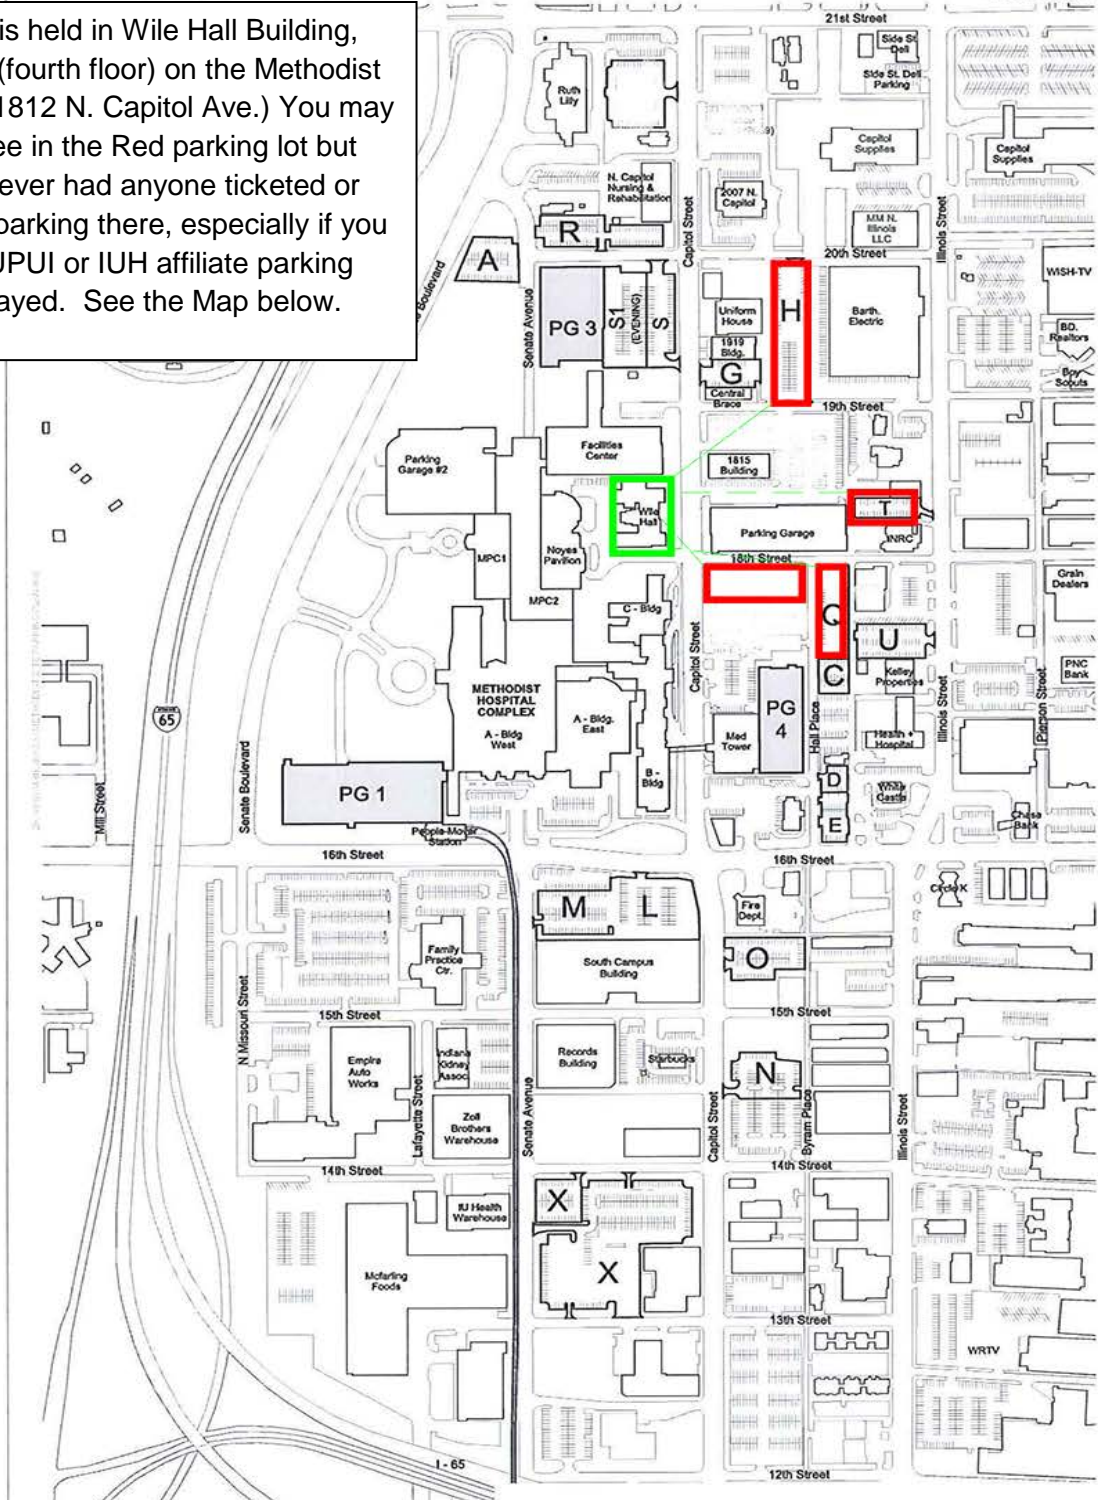 is held in Wile Hall Building,
(fourth floor) on the Methodist
1812 N. Capitol Ave.) You may
ee in the Red parking lot but
ever had anyone ticketed or
parking there, especially if you
JPUI or IUH affiliate parking
ayed. See the Map below.
21st Street
Side St.
Deli
Side St. Deli
Parking
Ruth
Lilly
Capitol
Supplies
Capitol
Supplies
N. Capitol
Nursing &
Rehabilitation
2007 N.
Capitol
Capitol Street
MM N.
Illinois
LLC
Illinois Street
R
A
20th Street
WISH-TV
Boulevard
Senate Avenue
PG 3
S1
(EVENING)
S
Uniform
House
H
Barth.
Electric
1919
Bldg.
G
Central
Brace
BD.
Realtors
Boy
Scouts
19th Street
Parking
Garage #2
Facilities
Center
1815
Building
Wile
Hall
T
Parking Garage
INRC
MPC1
Noyes
Pavilion
18th Street
MPC2
C - Bldg
Q
U
Grain
Dealers
Capitol Street
C
Kelley
Properties
PNC
Bank
METHODIST
HOSPITAL
COMPLEX
A - Bldg
West
A - Bldg.
East
PG
4
Hall Place
Illinois Street
Pierson Street
65
Med
Tower
Health +
Hospital
Senate Boulevard
Mill Street
PG 1
B -
Bldg
D
White
Castle
E
Chase
Bank
People-Mover
Station
16th Street
16th Street
Circle K
M
L
Fire
Dept.
Family
Practice
Ctr.
South Campus
Building
O
N Missouri Street
15th Street
15th Street
Empire
Auto
Works
Indiana
Kidney
Assoc.
Records
Building
Starbucks
N
Lafayette Street
Zoll
Brothers
Warehouse
Senate Avenue
Capitol Street
Byram Place
Illinois Street
14th Street
14th Street
IU Health
Warehouse
X
Mcfarling
Foods
X
13th Street
WRTV
I - 65
12th Street